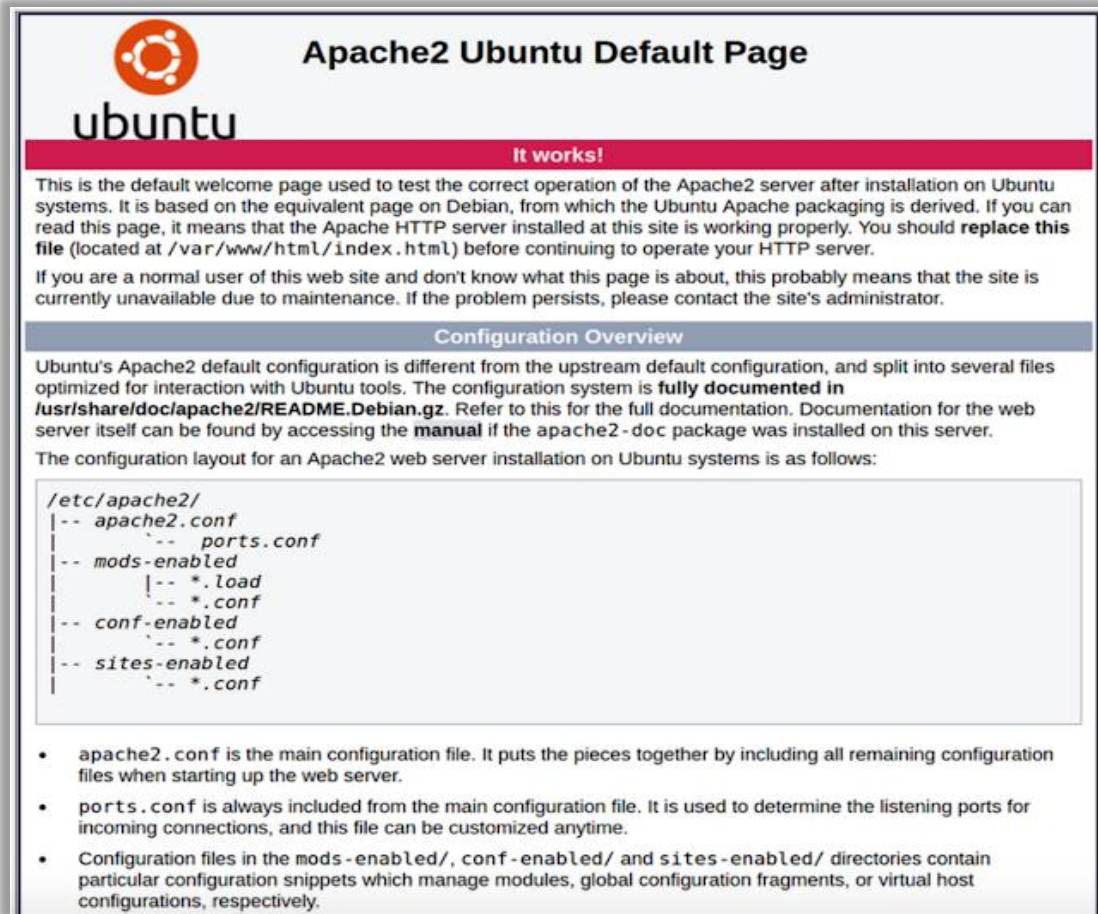 ubuntu
Apache2 Ubuntu Default Page
It works!
This is the default welcome page used to test the correct operation of the Apache2 server after installation on Ubuntu
systems. It is based on the equivalent page on Debian, from which the Ubuntu Apache packaging is derived. If you can
read this page, it means that the Apache HTTP server installed at this site is working properly. You should replace this
file (located at /var/www/html/index.html) before continuing to operate your HTTP server.
If you are a normal user of this web site and don't know what this page is about, this probably means that the site is
currently unavailable due to maintenance. If the problem persists, please contact the site's administrator.
Configuration Overview
Ubuntu's Apache2 default configuration is different from the upstream default configuration, and split into several files
optimized for interaction with Ubuntu tools. The configuration system is fully documented in
/usr/share/doc/apache2/README.Debian.gz. Refer to this for the full documentation. Documentation for the web
server itself can be found by accessing the manual if the apache2-doc package was installed on this server.
The configuration layout for an Apache2 web server installation on Ubuntu systems is as follows:
/etc/apache2/
|-- apache2.conf
|       `--  ports.conf
|-- mods-enabled
|       |-- *.load
|       `-- *.conf
|-- conf-enabled
|       `-- *.conf
|-- sites-enabled
|       `-- *.conf
• apache2.conf is the main configuration file. It puts the pieces together by including all remaining configuration
files when starting up the web server.
• ports.conf is always included from the main configuration file. It is used to determine the listening ports for
incoming connections, and this file can be customized anytime.
• Configuration files in the mods-enabled/, conf-enabled/ and sites-enabled/ directories contain
particular configuration snippets which manage modules, global configuration fragments, or virtual host
configurations, respectively.